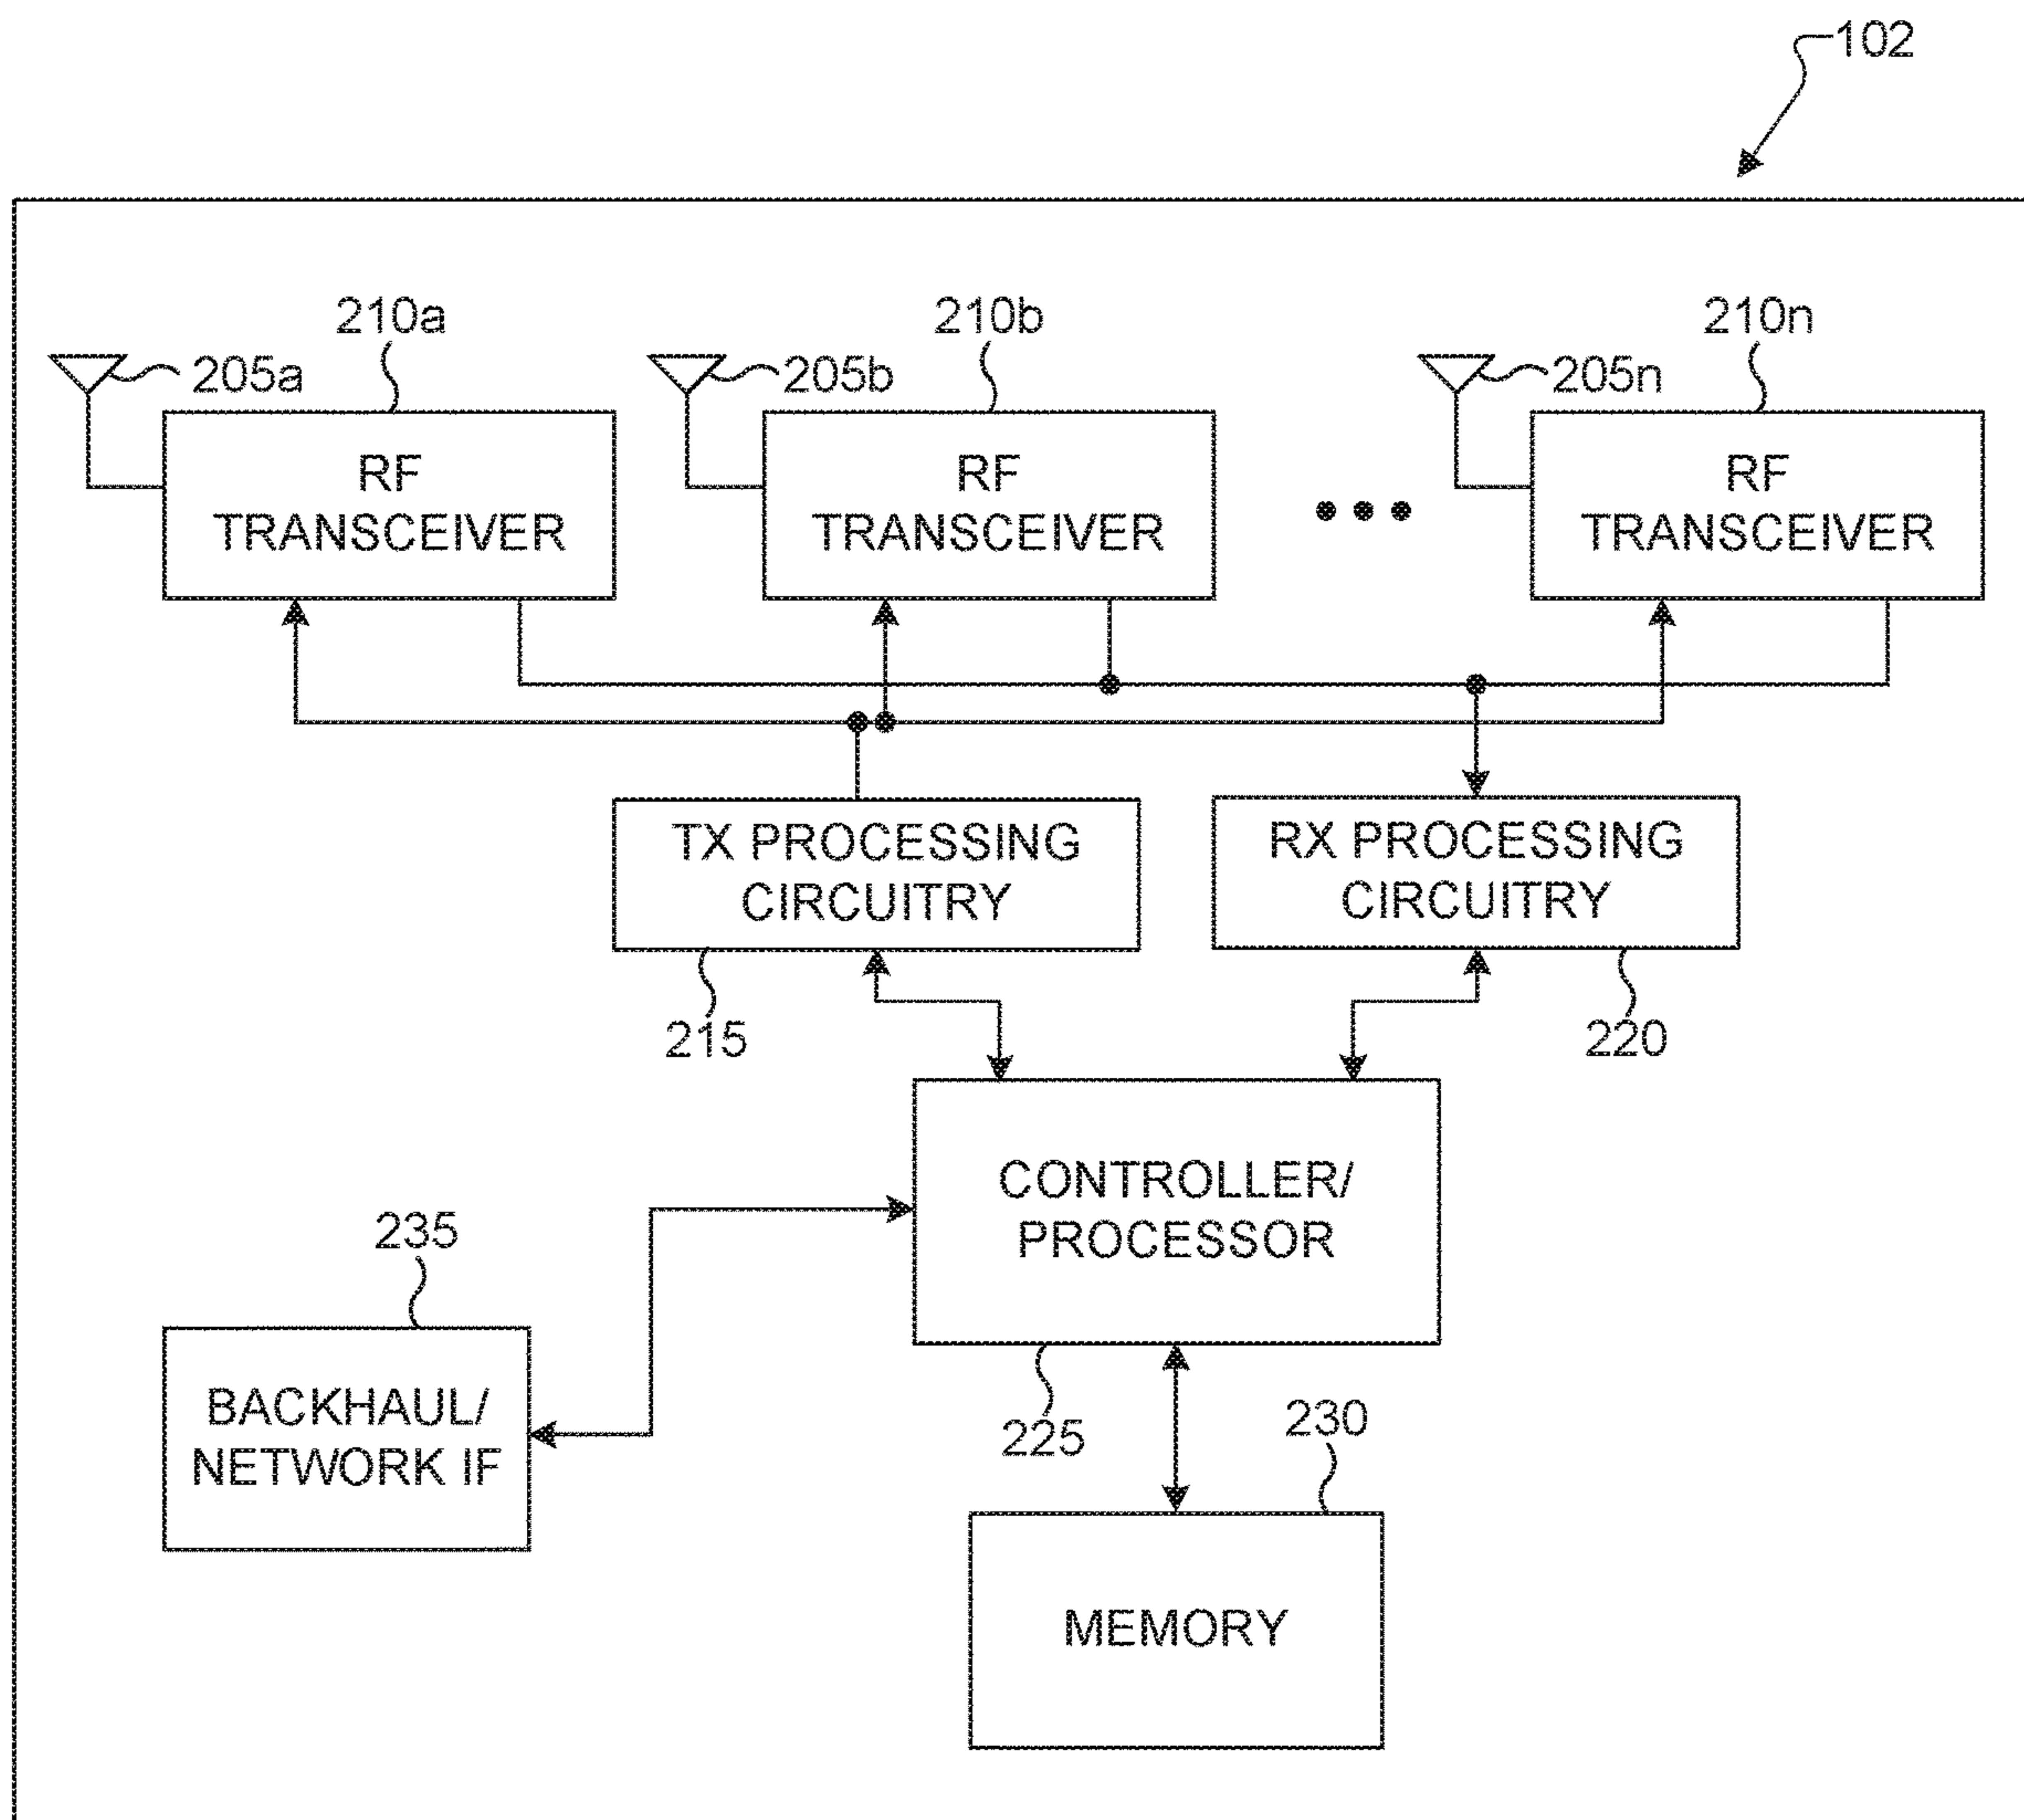 102
210a
210b
210n
205a
205b
205n
RF
TRANSCEIVER
RF
TRANSCEIVER
RF
TRANSCEIVER
TX PROCESSING
CIRCUITRY
RX PROCESSING
CIRCUITRY
215
220
CONTROLLER/
PROCESSOR
235
BACKHAUL/
NETWORK IF
225
230
MEMORY